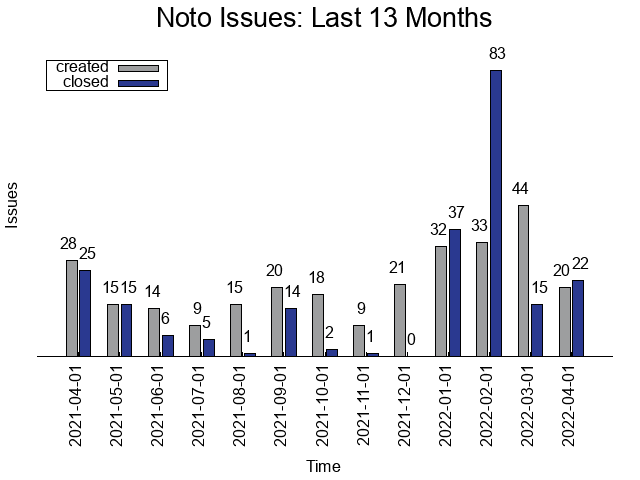 Noto Issues: Last 13 Months
created
closed
Issues
28 25 15 15 14 6 9 5 15 1 20 14 18 2 9 1 21 0 32 37 33 83 44 15 20 22
2021-04-01
2021-05-01
2021-06-01
2021-07-01
2021-08-01
2021-09-01
2021-10-01
2021-11-01
2021-12-01
2022-01-01
2022-02-01
2022-03-01
2022-04-01
Time